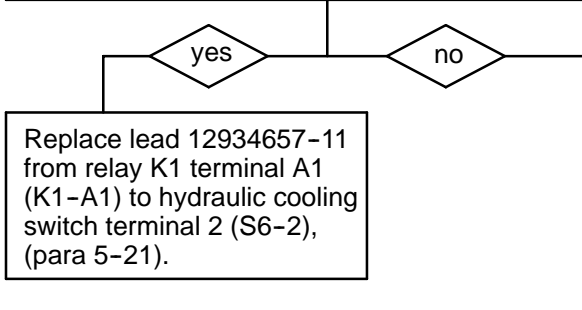 yes
no
Replace lead 12934657-11
from relay K1 terminal A1
(K1-A1) to hydraulic cooling
switch terminal 2 (S6-2),
(para 5-21).